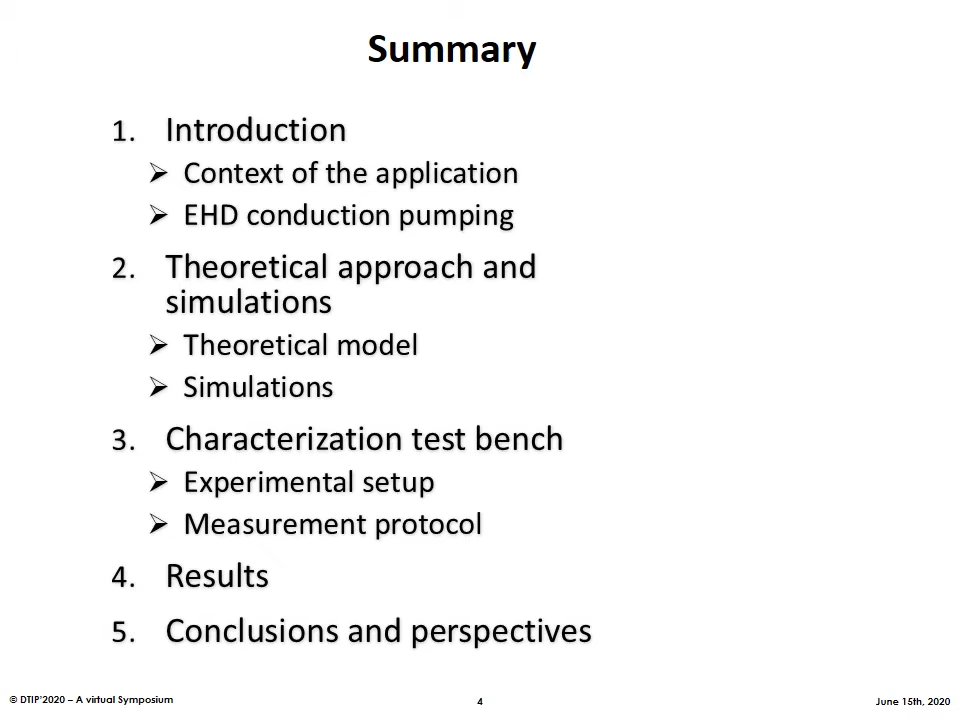 Summary
1. Introduction
➢ Context of the application
➢ EHD conduction pumping
2. Theoretical approach and
simulations
➢ Theoretical model
➢ Simulations
3. Characterization test bench
➢ Experimental setup
➢ Measurement protocol
4. Results
5. Conclusions and perspectives
© DTIP'2020 – A virtual Symposium
4
June 15th, 2020